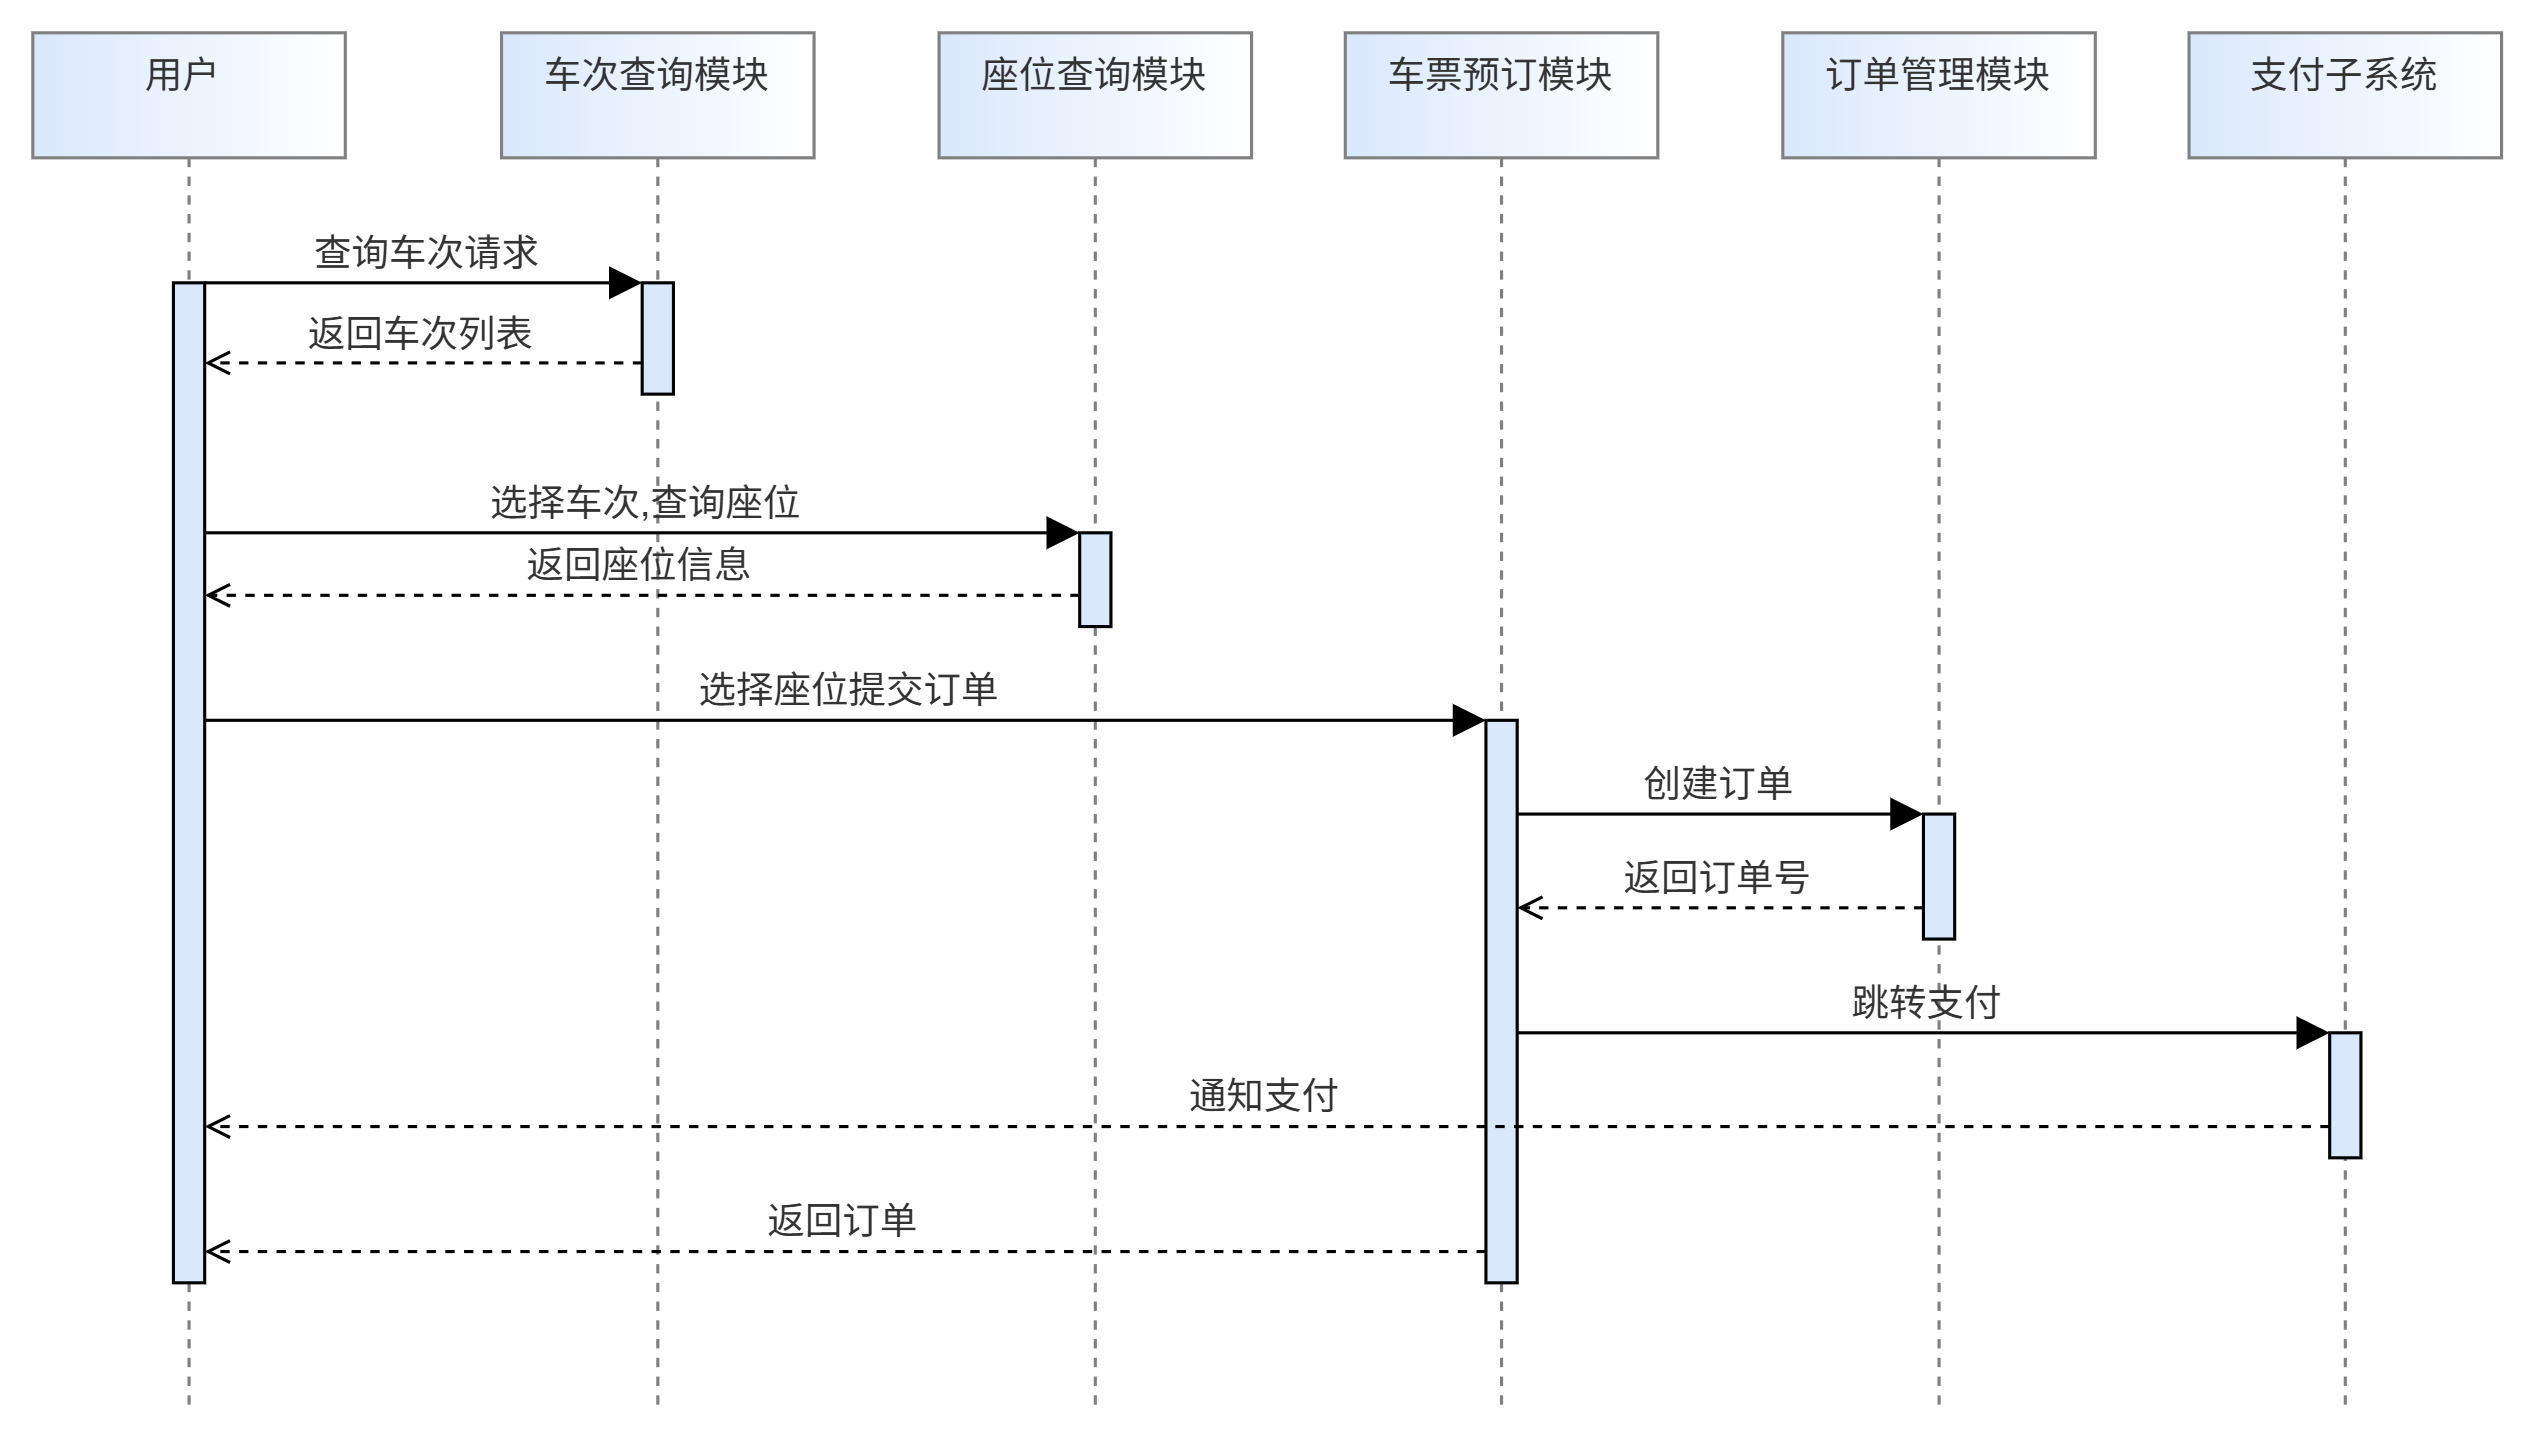 用户
车次查询模块
座位查询模块
车票预订模块
订单管理模块
支付子系统
查询车次请求
返回车次列表
选择车次,查询座位
返回座位信息
选择座位提交订单
创建订单
返回订单号
跳转支付
通知支付
返回订单